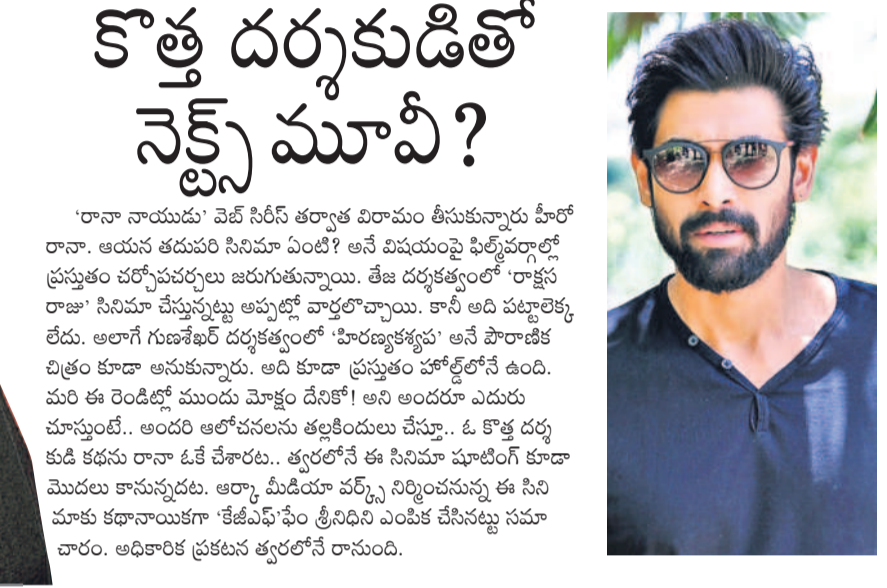 కొత్త దర్శకుడితో
నెక్ట్స్ మూవీ?
'రానా నాయుడు' వెబ్ సిరీస్ తర్వాత విరామం తీసుకున్నారు హీరో
రానా. ఆయన తదుపరి సినిమా ఏంటి? అనే విషయంపై ఫిల్మ్‌వర్గాల్లో
ప్రస్తుతం చర్చోపచర్చలు జరుగుతున్నాయి. తేజ దర్శకత్వంలో 'రాక్షస
రాజు' సినిమా చేస్తున్నట్టు అప్పట్లో వార్తలొచ్చాయి. కానీ అది పట్టాలెక్క
లేదు. అలాగే గుణశేఖర్ దర్శకత్వంలో 'హిరణ్యకశ్యప' అనే పౌరాణిక
చిత్రం కూడా అనుకున్నారు. అది కూడా ప్రస్తుతం హోల్డ్‌లోనే ఉంది.
మరి ఈ రెండిట్లో ముందు మోక్షం దేనికో! అని అందరూ ఎదురు
చూస్తుంటే.. అందరి ఆలోచనలను తల్లకిందులు చేస్తూ.. ఓ కొత్త దర్శ
కుడి కథను రానా ఓకే చేశారట.. త్వరలోనే ఈ సినిమా షూటింగ్ కూడా
మొదలు కానున్నదట. ఆర్కా మీడియా వర్క్స్ నిర్మించనున్న ఈ సిని
మాకు కథానాయికగా 'కేజీఎఫ్'ఫేం శ్రీనిధిని ఎంపిక చేసినట్టు సమా
చారం. అధికారిక ప్రకటన త్వరలోనే రానుంది.